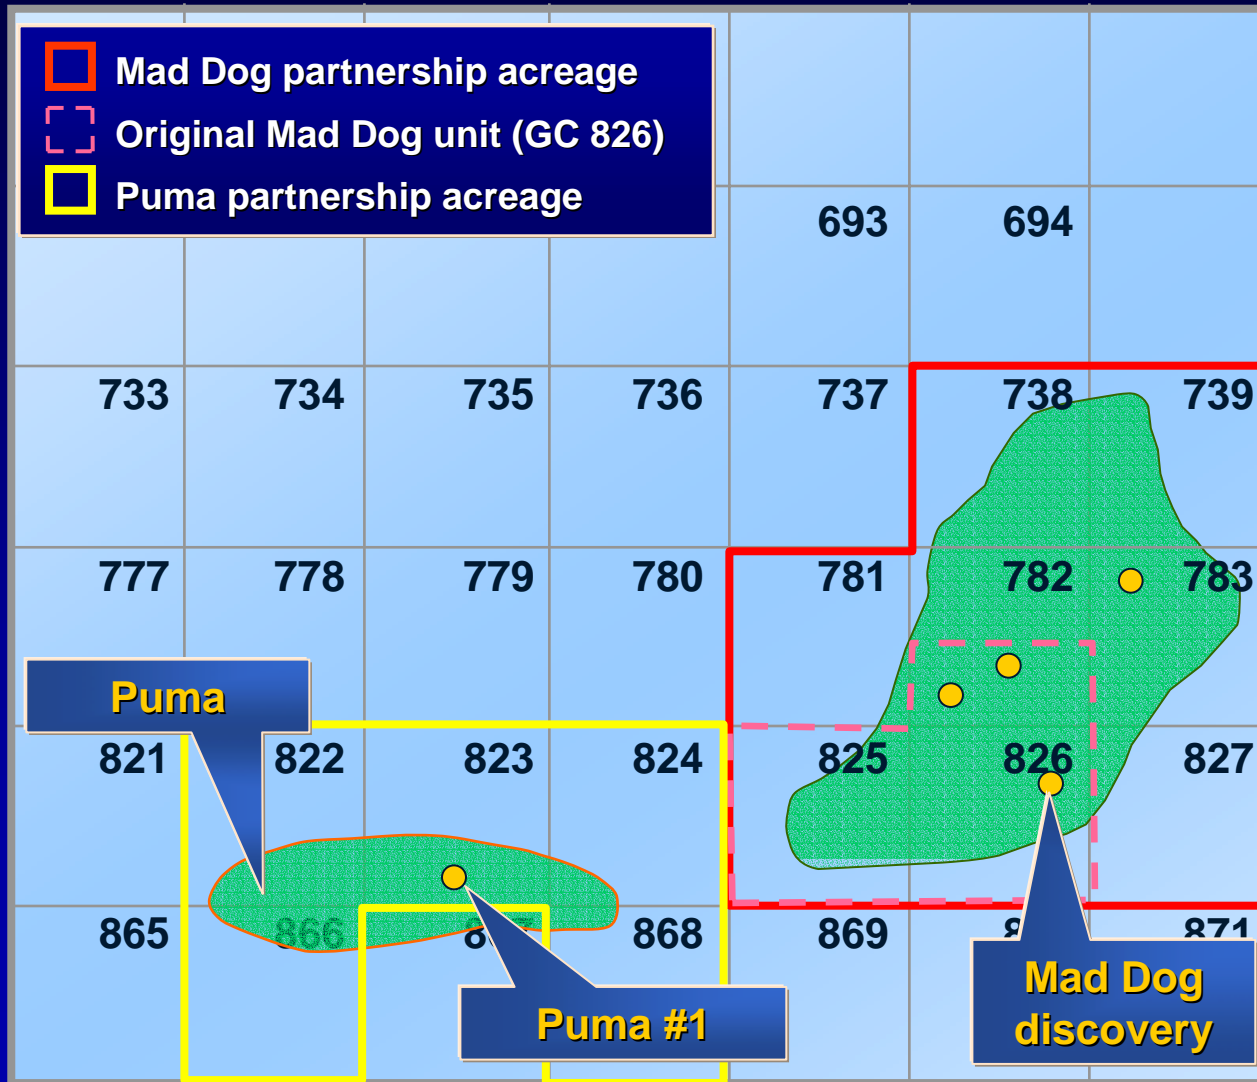 Mad Dog partnership acreage
Original Mad Dog unit (GC 826)
Puma partnership acreage
693 694
733 734 735 736 737 738 739
777 778 779 780 781 782 783
Puma
821 822 823 824 825 826 827
865 866 868 869 871
Puma #1
Mad Dog
discovery